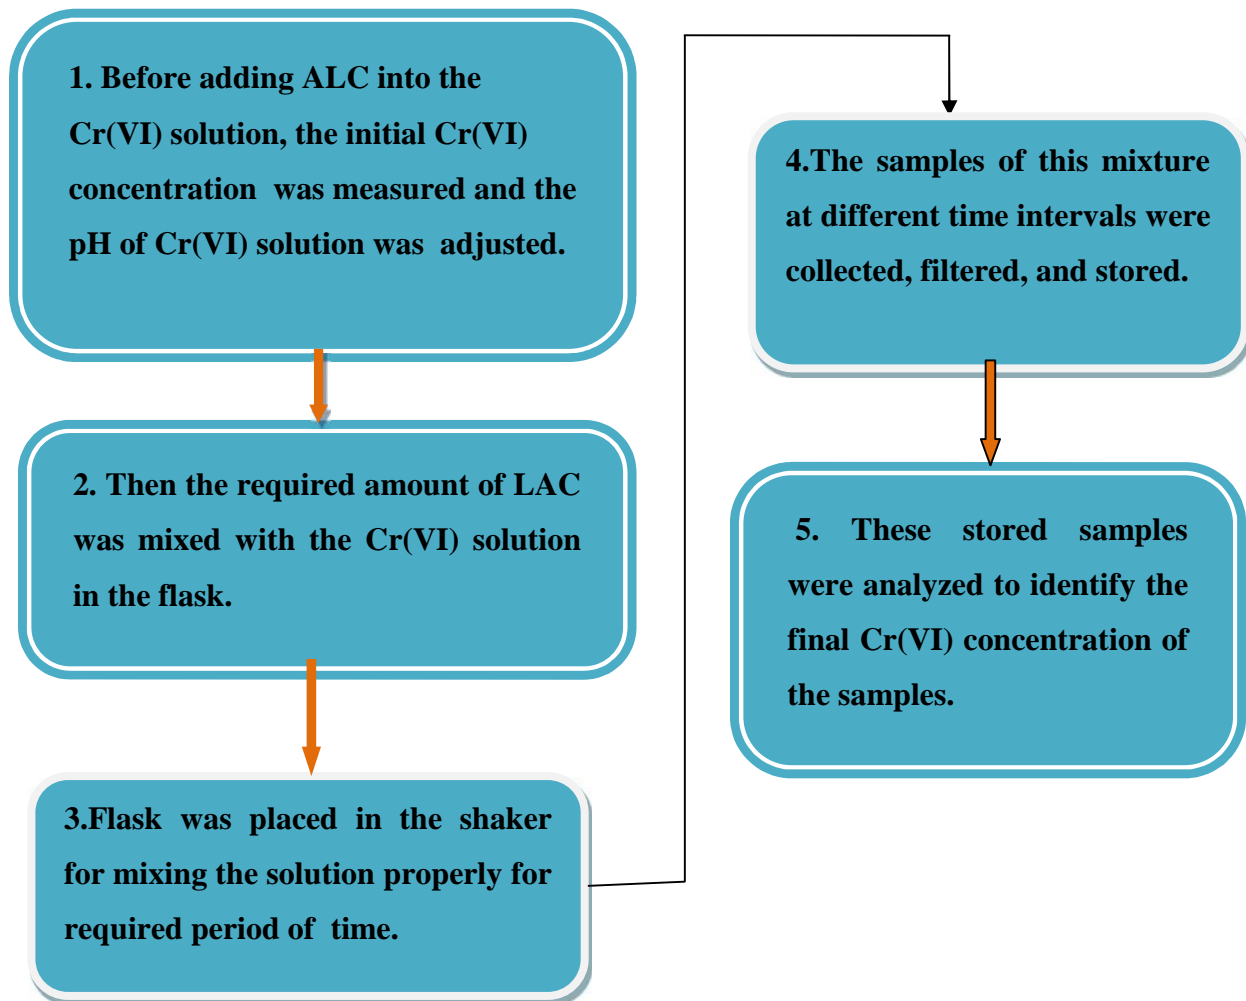 1. Before adding ALC into the
Cr(VI) solution, the initial Cr(VI)
concentration was measured and the
pH of Cr(VI) solution was adjusted.
2. Then the required amount of LAC
was mixed with the Cr(VI) solution
in the flask.
3.Flask was placed in the shaker
for mixing the solution properly for
required period of time.
4.The samples of this mixture
at different time intervals were
collected, filtered, and stored.
5. These stored samples
were analyzed to identify the
final Cr(VI) concentration of
the samples.